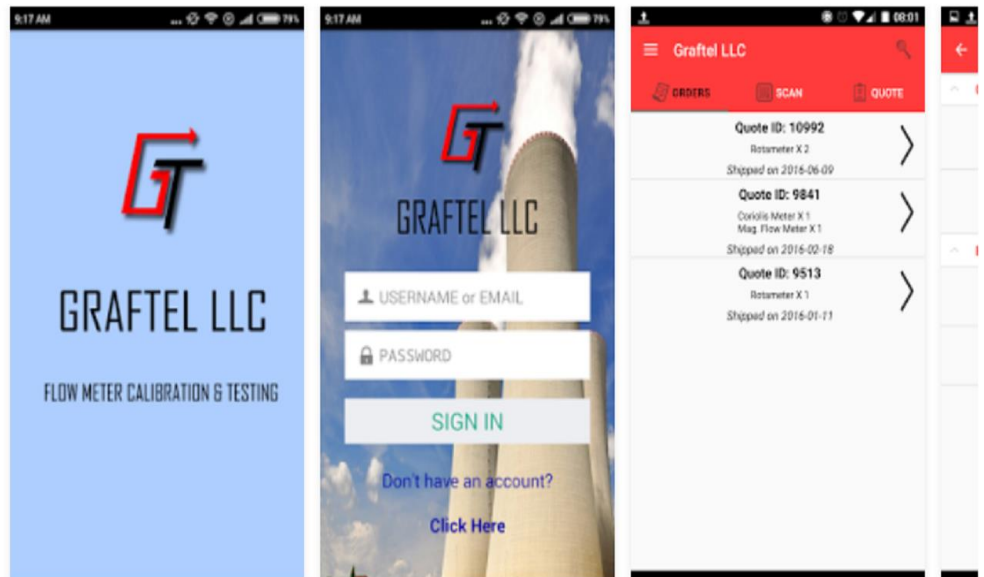 9:17 AM
... 79%
GT
GRAFTEL LLC
FLOW METER CALIBRATION & TESTING
9:17 AM
... 79%
GT
GRAFTEL LLC
USERNAME or EMAIL
PASSWORD
SIGN IN
Don't have an account?
Click Here
08:01
Graftel LLC
ORDERS
SCAN
QUOTE
Quote ID: 10992
Rotameter X 2
Shipped on 2016-06-09
Quote ID: 9841
Coriolis Meter X 1
Mag. Flow Meter X 1
Shipped on 2016-02-18
Quote ID: 9513
Rotameter X 1
Shipped on 2016-01-11